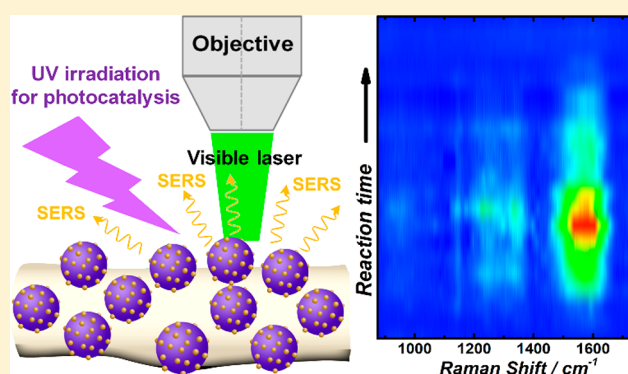 Objective
UV irradiation
for photocatalysis
Visible laser
SERS
SERS
SERS
Reaction time
1000 1200 1400 1600
Raman Shift / cm⁻¹